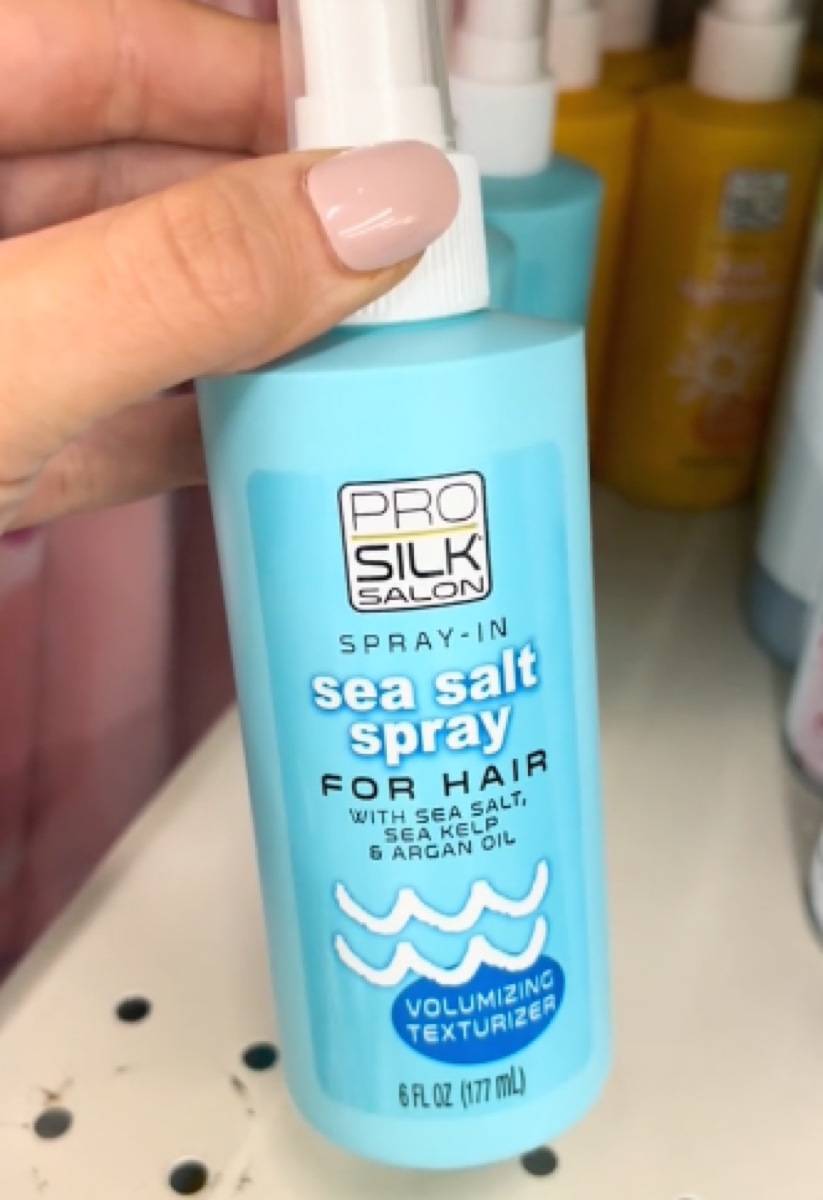 PRO
SILK
SALON
SPRAY-IN
sea salt
spray
FOR HAIR
WITH SEA SALT,
SEA KELP
& ARGAN OIL
VOLUMIZING
TEXTURIZER
6 FL OZ (177 mL)